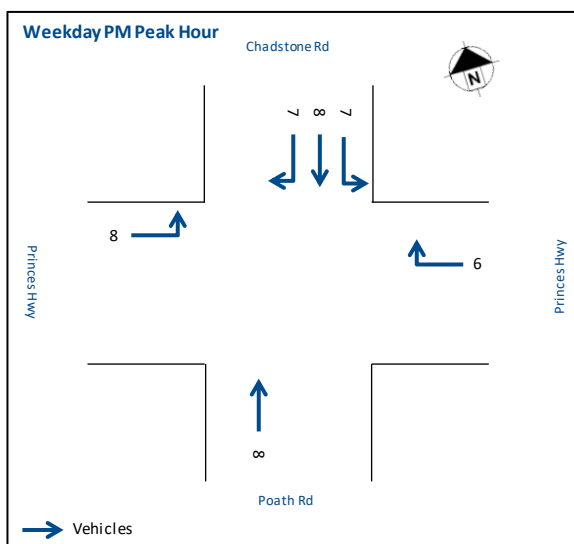 Weekday PM Peak Hour
Chadstone Rd
N
7 8 7
8
6
Princes Hwy
Princes Hwy
8
Poath Rd
Vehicles